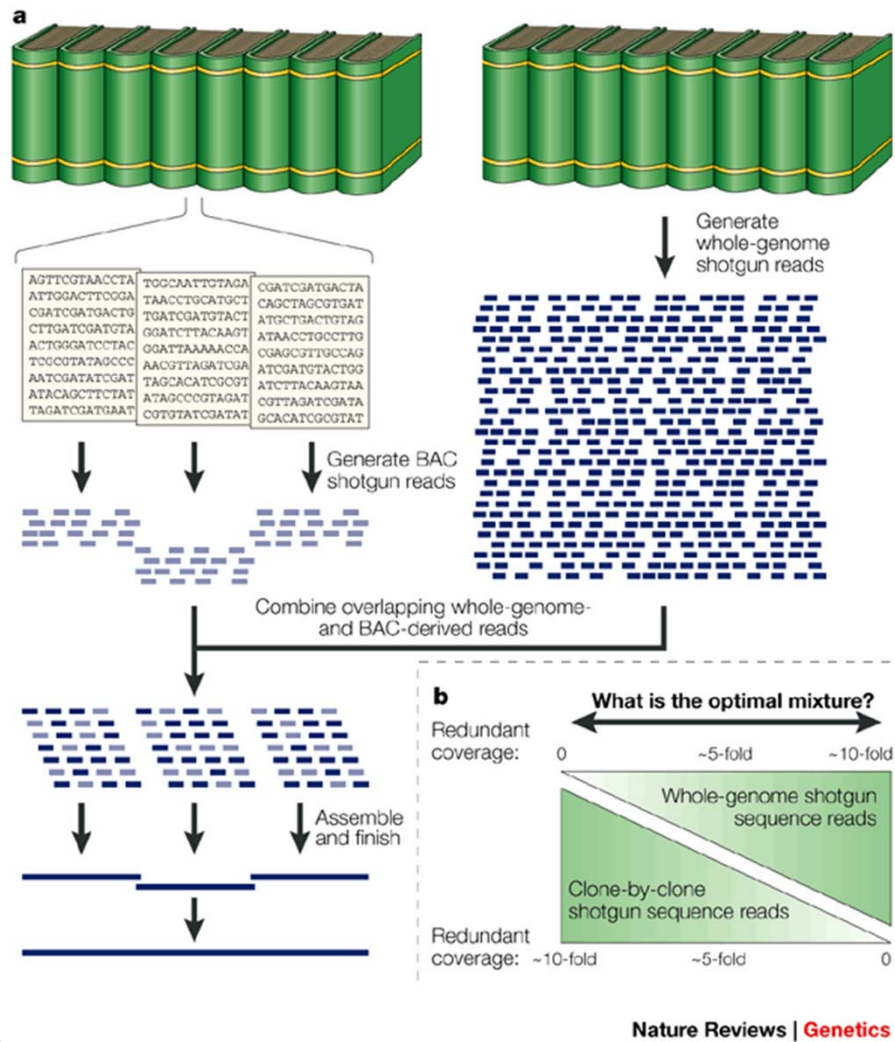 a
AGTTCGTAACCTA
ATTGGACTTCGGA
CGATCGATGACTG
CTTGATCGATGTA
ACTGGGATCCTAC
TCGCGTATAGCCC
AATCGATATCGAT
ATACAGCTTCTAT
TAGATCGATGAAT
TGGCAATTGTAGA
TAACCTGCATGCT
TGATCGATGTACT
GGATCTTACAAGT
GGATTAAAAACCA
AACGTTAGATCGA
TAGCACATCGCGT
ATAGCCCGTAGAT
CGTGTATCGATAT
CGATCGATGACTA
CAGCTAGCGTGAT
ATGCTGACTGTAG
ATAACCTGCCTTG
CGAGCGTTGCCAG
ATCGATGTACTGG
ATCTTACAAGTAA
CGTTAGATCGATA
GCACATCGCGTAT
Generate
whole-genome
shotgun reads
Generate BAC
shotgun reads
Combine overlapping whole-genome-
and BAC-derived reads
Assemble
and finish
b
What is the optimal mixture?
Redundant
coverage: 0 ~5-fold ~10-fold
Whole-genome shotgun
sequence reads
Clone-by-clone
shotgun sequence reads
Redundant
coverage: ~10-fold ~5-fold 0
Nature Reviews | Genetics